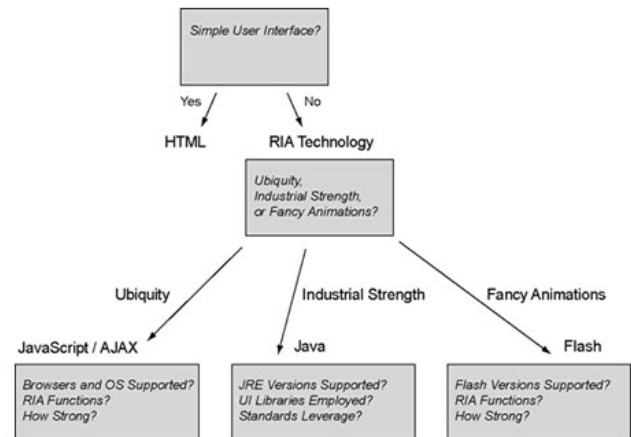 Simple User Interface?
Yes
No
HTML
RIA Technology
Ubiquity,
Industrial Strength,
or Fancy Animations?
Ubiquity
Industrial Strength
Fancy Animations
JavaScript / AJAX
Java
Flash
Browsers and OS Supported?
RIA Functions?
How Strong?
JRE Versions Supported?
UI Libraries Employed?
Standards Leverage?
Flash Versions Supported?
RIA Functions?
How Strong?